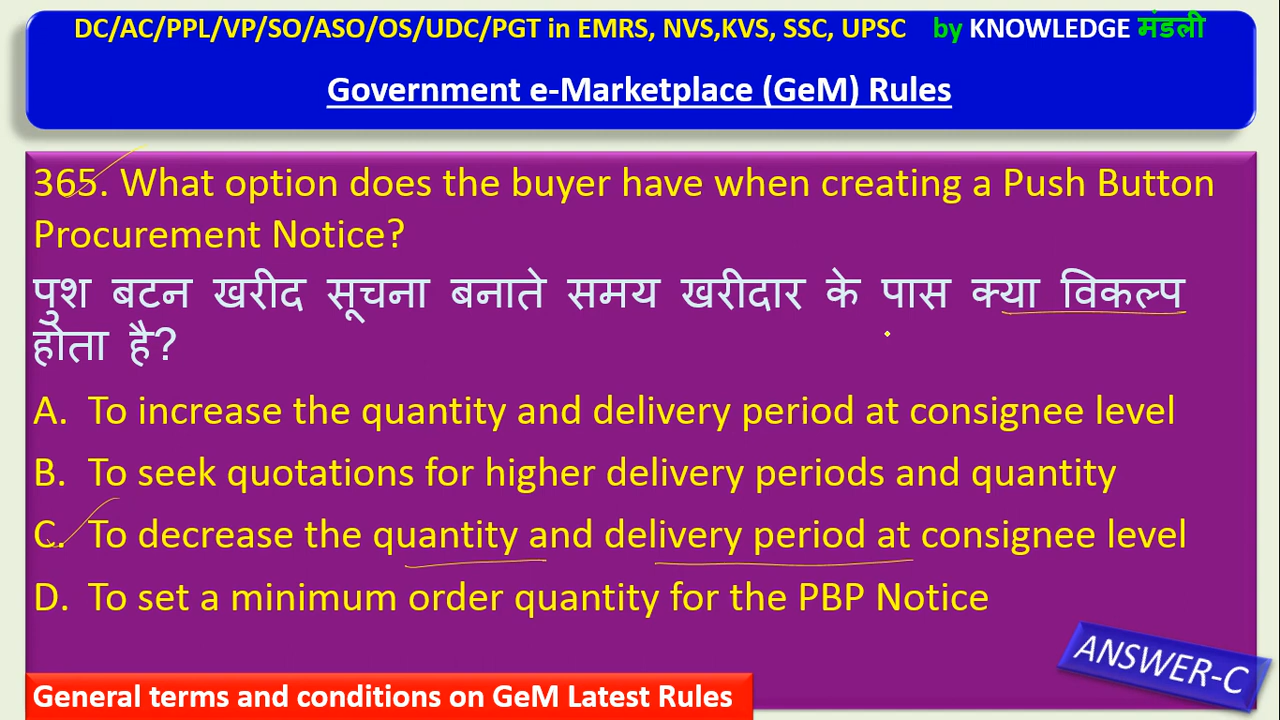 DC/AC/PPL/VP/SO/ASO/OS/UDC/PGT in EMRS, NVS,KVS, SSC, UPSC by KNOWLEDGE मंडली
Government e-Marketplace (GeM) Rules
365. What option does the buyer have when creating a Push Button
Procurement Notice?
पुश बटन खरीद सूचना बनाते समय खरीदार के पास क्या विकल्प
होता है?
A. To increase the quantity and delivery period at consignee level
B. To seek quotations for higher delivery periods and quantity
C. To decrease the quantity and delivery period at consignee level
D. To set a minimum order quantity for the PBP Notice
ANSWER-C
General terms and conditions on GeM Latest Rules